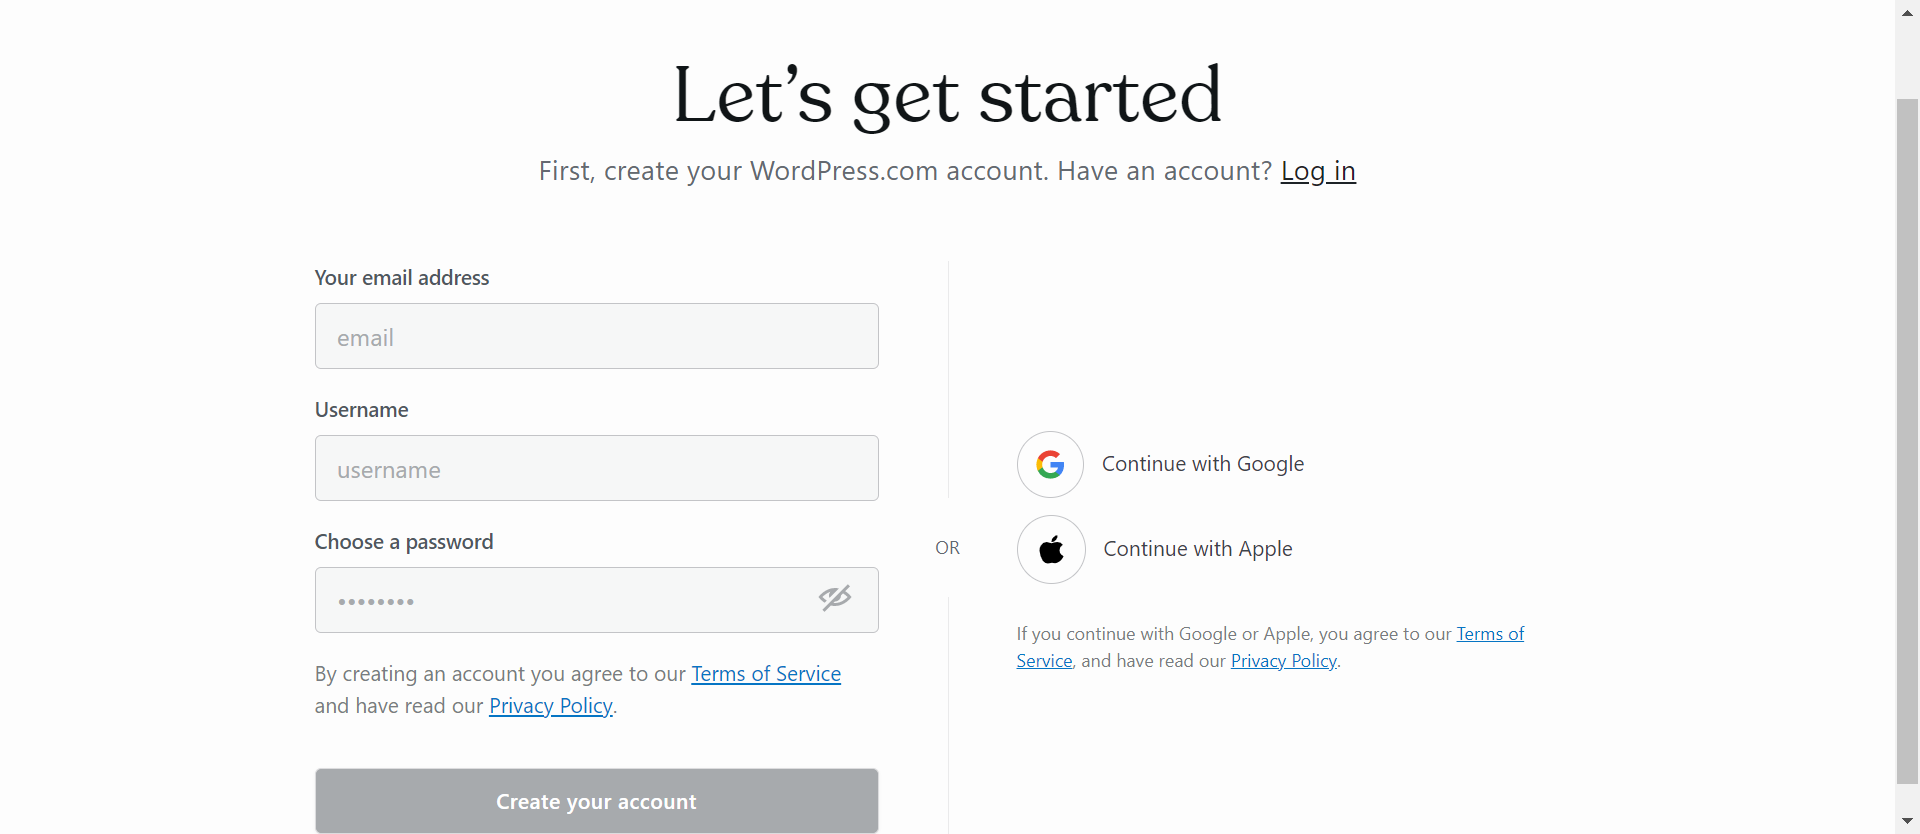 Let’s get started
First, create your WordPress.com account. Have an account? Log in
Your email address
email
Username
username
Choose a password
••••••••
By creating an account you agree to our Terms of Service
and have read our Privacy Policy.
Create your account
OR
Continue with Google
Continue with Apple
If you continue with Google or Apple, you agree to our Terms of
Service, and have read our Privacy Policy.